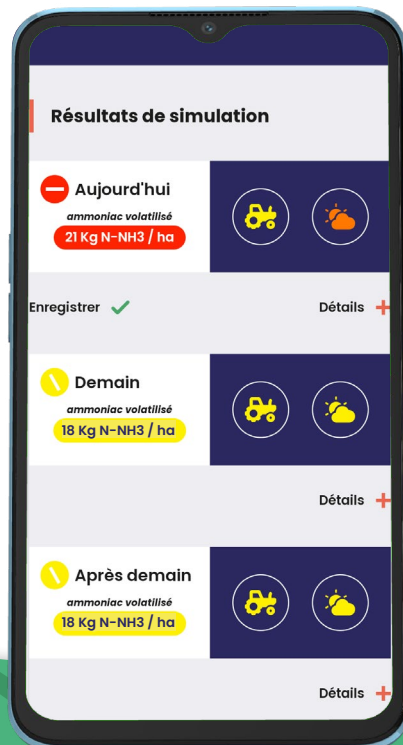 Résultats de simulation
Aujourd'hui
ammoniac volatilisé
21 Kg N-NH3 / ha
Enregistrer
Détails
Demain
ammoniac volatilisé
18 Kg N-NH3 / ha
Détails
Après demain
ammoniac volatilisé
18 Kg N-NH3 / ha
Détails